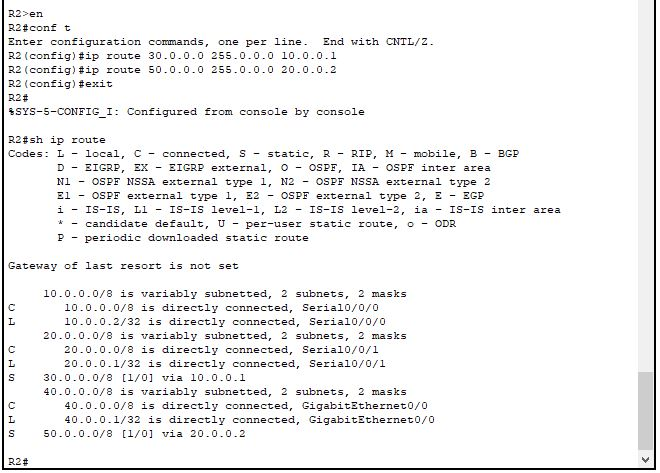 R2>en
R2#conf t
Enter configuration commands, one per line.  End with CNTL/Z.
R2(config)#ip route 30.0.0.0 255.0.0.0 10.0.0.1
R2(config)#ip route 50.0.0.0 255.0.0.0 20.0.0.2
R2(config)#exit
R2#
%SYS-5-CONFIG_I: Configured from console by console

R2#sh ip route
Codes: L - local, C - connected, S - static, R - RIP, M - mobile, B - BGP
       D - EIGRP, EX - EIGRP external, O - OSPF, IA - OSPF inter area
       N1 - OSPF NSSA external type 1, N2 - OSPF NSSA external type 2
       E1 - OSPF external type 1, E2 - OSPF external type 2, E - EGP
       i - IS-IS, L1 - IS-IS level-1, L2 - IS-IS level-2, ia - IS-IS inter area
       * - candidate default, U - per-user static route, o - ODR
       P - periodic downloaded static route

Gateway of last resort is not set

     10.0.0.0/8 is variably subnetted, 2 subnets, 2 masks
C       10.0.0.0/8 is directly connected, Serial0/0/0
L       10.0.0.2/32 is directly connected, Serial0/0/0
     20.0.0.0/8 is variably subnetted, 2 subnets, 2 masks
C       20.0.0.0/8 is directly connected, Serial0/0/1
L       20.0.0.1/32 is directly connected, Serial0/0/1
S    30.0.0.0/8 [1/0] via 10.0.0.1
     40.0.0.0/8 is variably subnetted, 2 subnets, 2 masks
C       40.0.0.0/8 is directly connected, GigabitEthernet0/0
L       40.0.0.1/32 is directly connected, GigabitEthernet0/0
S    50.0.0.0/8 [1/0] via 20.0.0.2

R2#